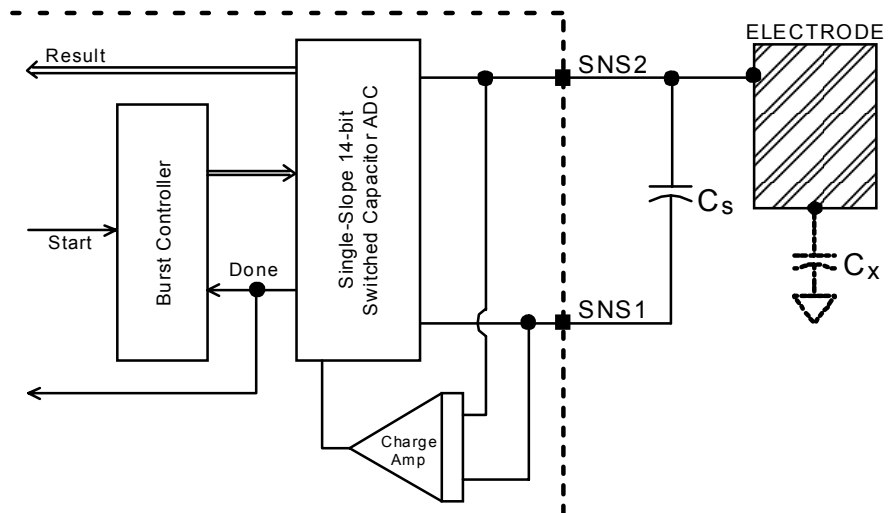 ELECTRODE
Result
SNS2
Single-Slope 14-bit
Switched Capacitor ADC
Burst Controller
Cs
Start
Done
Cx
SNS1
Charge
Amp